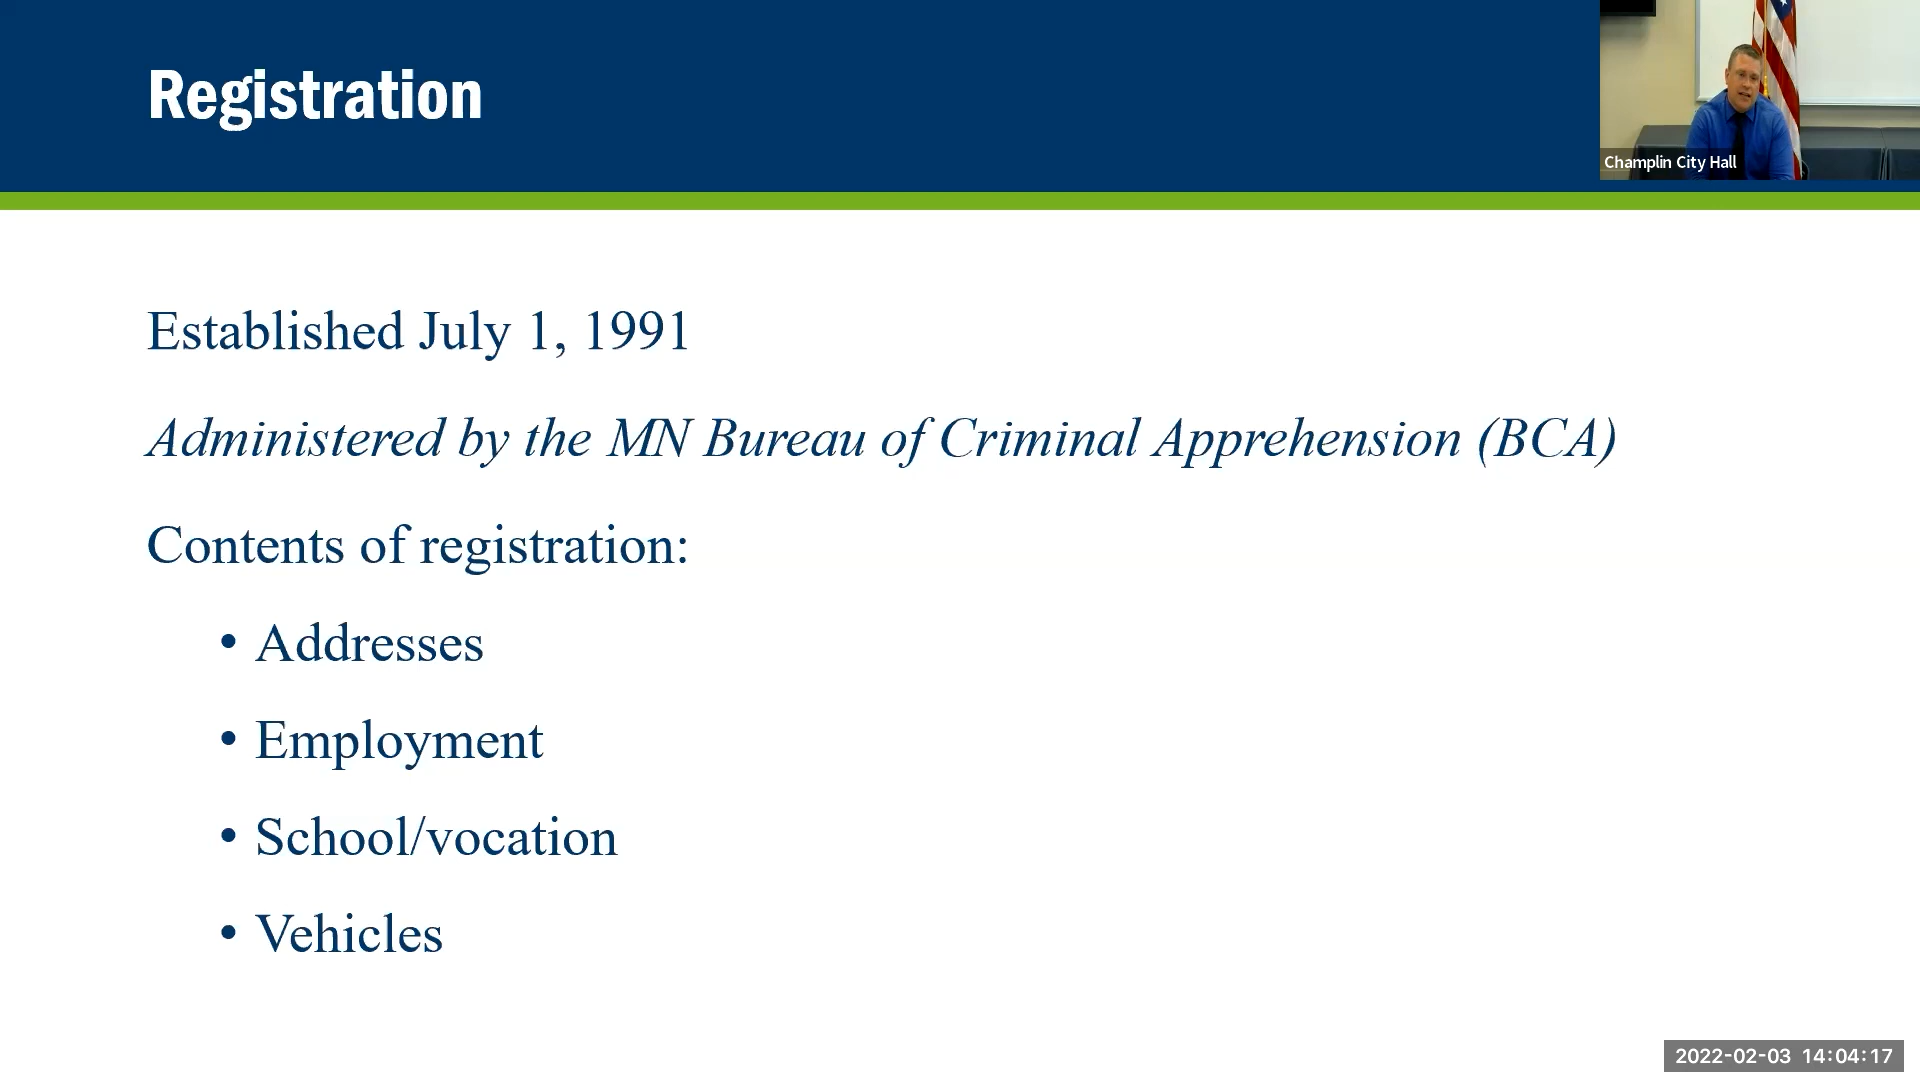 Registration
Champlin City Hall
Established July 1, 1991
Administered by the MN Bureau of Criminal Apprehension (BCA)
Contents of registration:
• Addresses
• Employment
• School/vocation
• Vehicles
2022-02-03 14:04:17